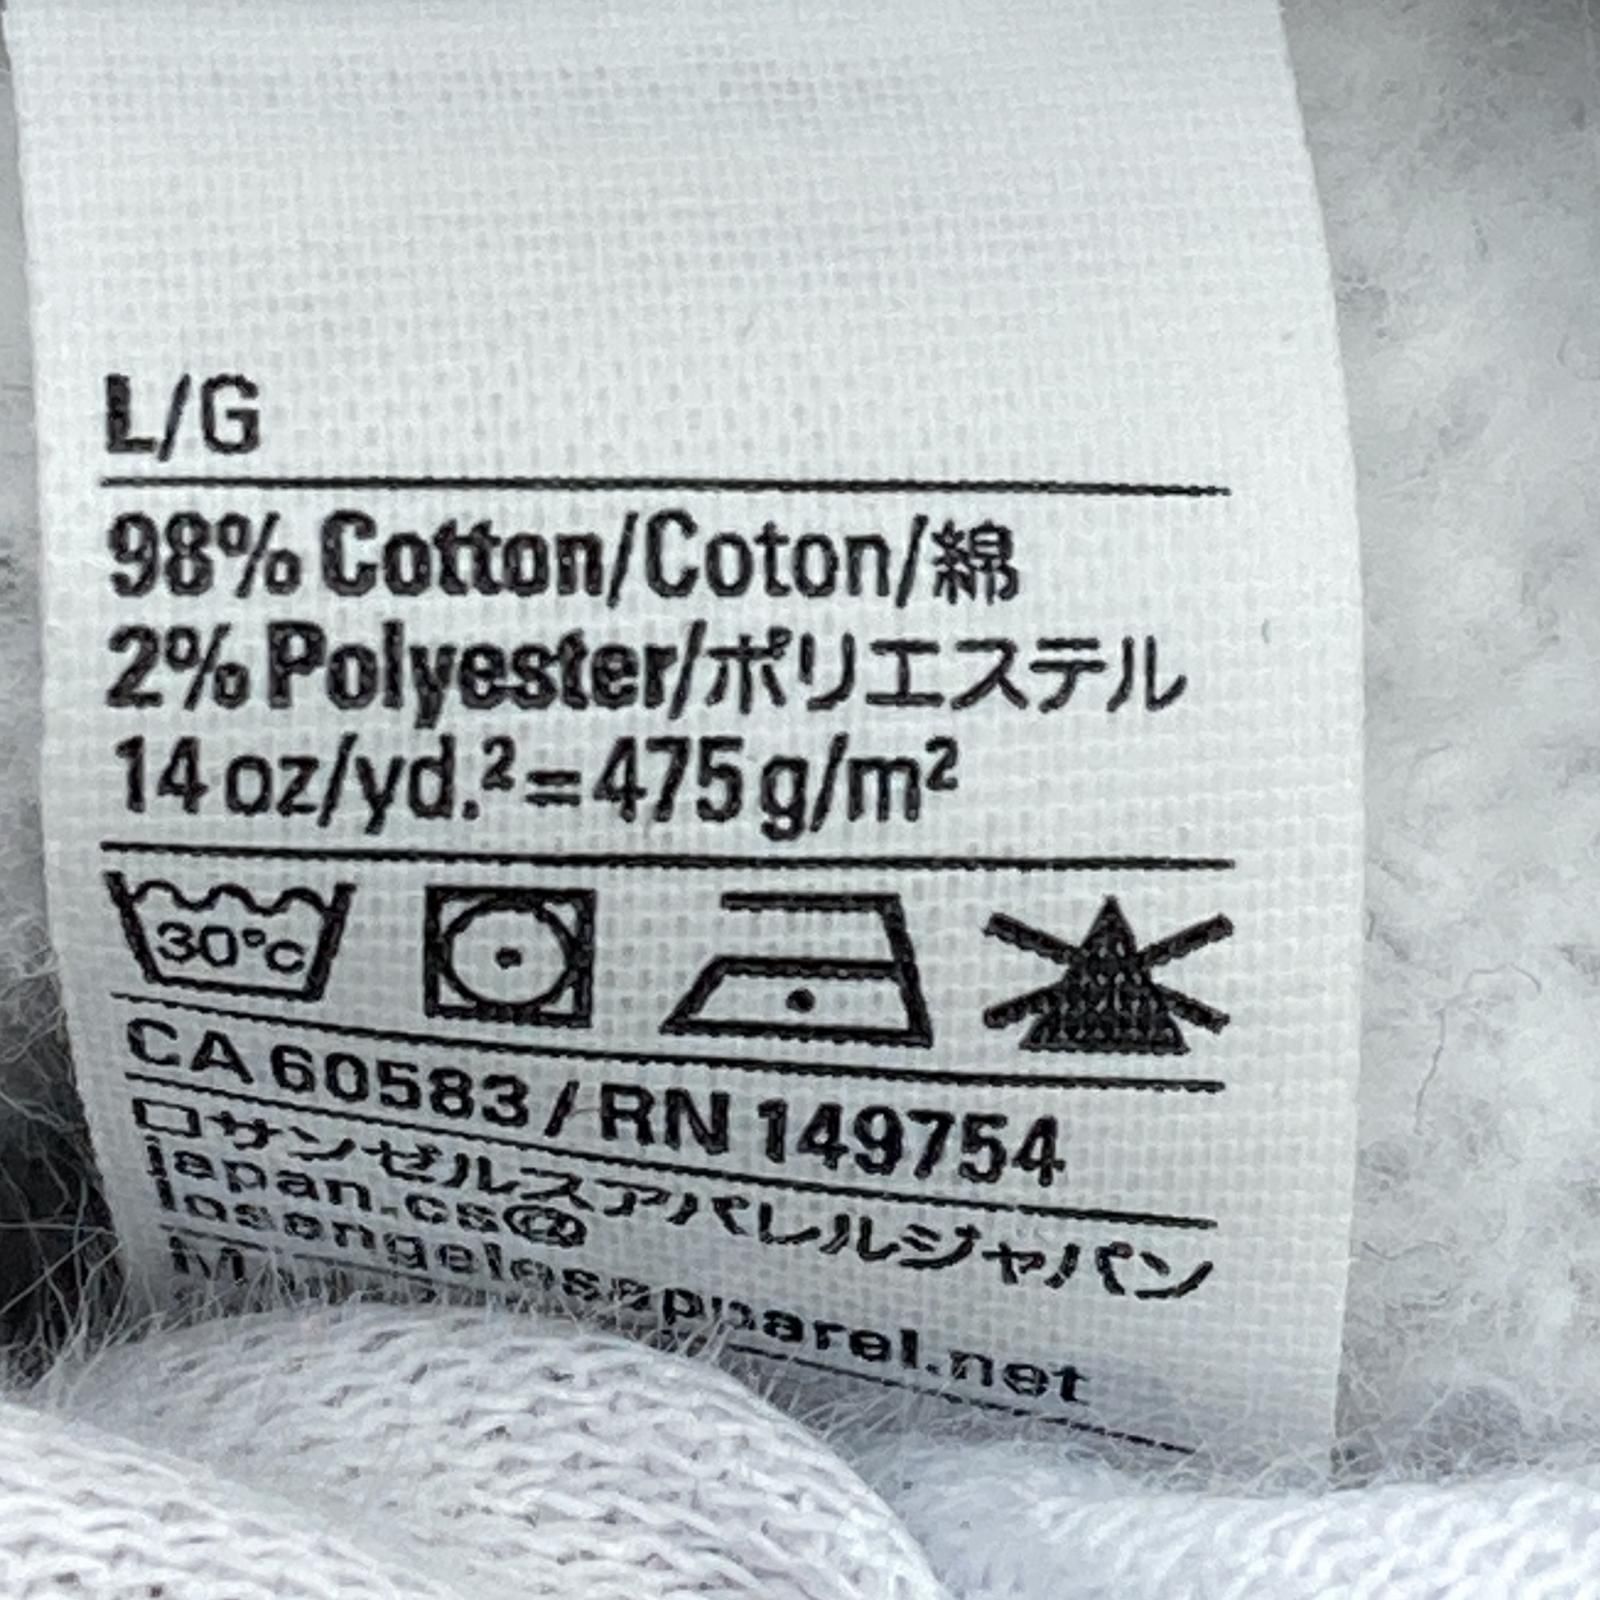 L/G
98% Cotton/Coton/綿
2% Polyester/ポリエステル
14 oz/yd.²=475 g/m²
30°c
CA 60583 / RN 149754
ロサンゼルスアパレルジャパン
japan.cs@
losangelesapparel.net